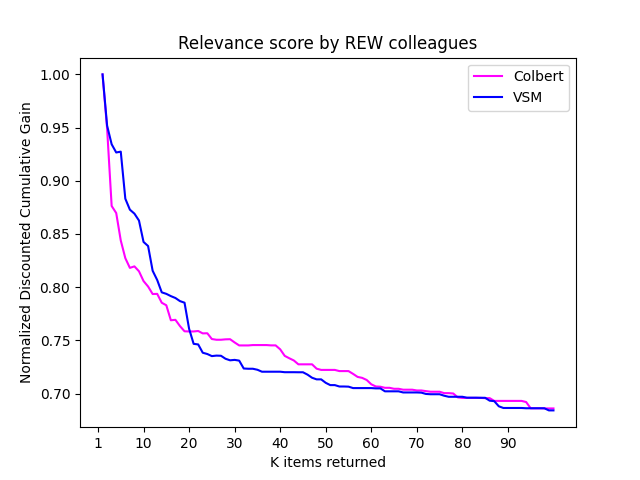 Relevance score by REW colleagues
Colbert
VSM
Normalized Discounted Cumulative Gain
1.00
0.95
0.90
0.85
0.80
0.75
0.70
1 10 20 30 40 50 60 70 80 90
K items returned